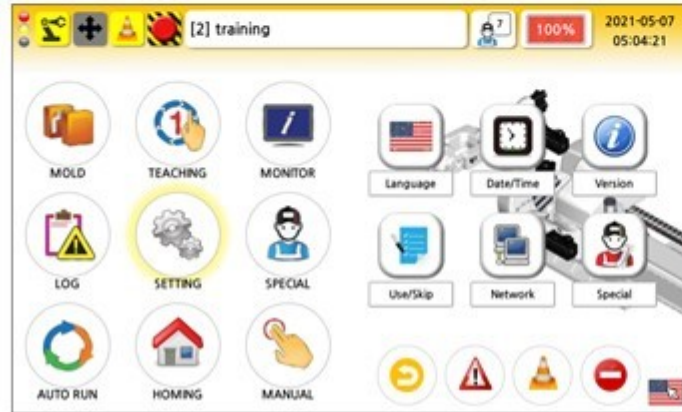 [2] training
7
100%
2021-05-07
05:04:21
MOLD
1
TEACHING
i
MONITOR
LOG
SETTING
SPECIAL
AUTO RUN
HOMING
MANUAL
Language
Date/Time
i
Version
Use/Skip
Network
Special